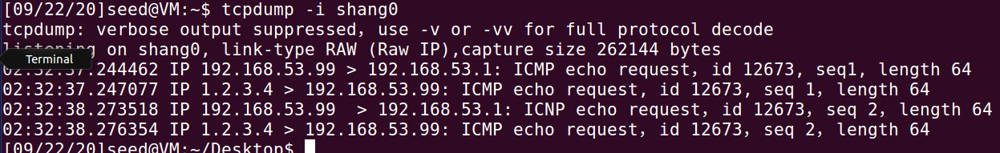 [09/22/20]seed@VM:~$ tcpdump -i shang0
tcpdump: verbose output suppressed, use -v or -vv for full protocol decode
on shang0, link-type RAW (Raw IP),capture size 262144 bytes
Terminal
02:32:37.244462 IP 192.168.53.99 > 192.168.53.1: ICMP echo request, id 12673, seq1, length 64
02:32:37.247077 IP 1.2.3.4 > 192.168.53.99: ICMP echo request, id 12673, seq 1, length 64
02:32:38.273518 IP 192.168.53.99  > 192.168.53.1: ICNP echo request, id 12673, seq 2, length 64
02:32:38.276354 IP 1.2.3.4 > 192.168.53.99: ICMP echo request, id 12673, seq 2, length 64
[09/22/20]seed@VM:~/Desktop$